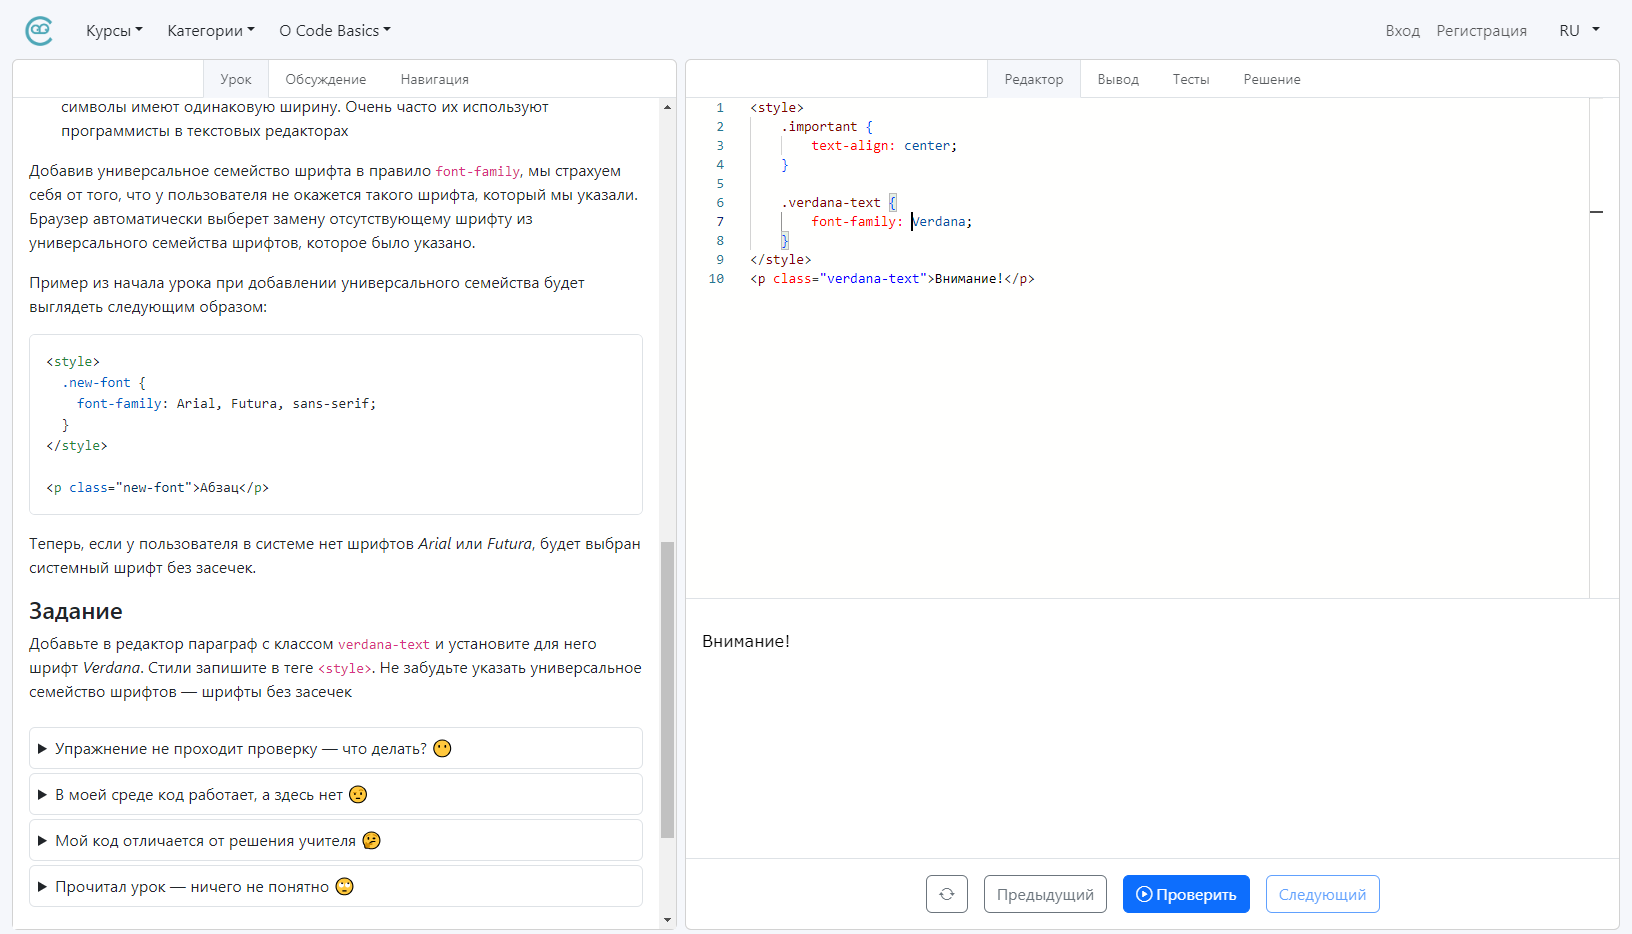 Курсы Категории О Code Basics Вход Регистрация RU
Урок Обсуждение Навигация
символы имеют одинаковую ширину. Очень часто их используют
программисты в текстовых редакторах
Добавив универсальное семейство шрифта в правило font-family, мы страхуем
себя от того, что у пользователя не окажется такого шрифта, который мы указали.
Браузер автоматически выберет замену отсутствующему шрифту из
универсального семейства шрифтов, которое было указано.
Пример из начала урока при добавлении универсального семейства будет
выглядеть следующим образом:
<style>
.new-font {
font-family: Arial, Futura, sans-serif;
}
</style>
<p class="new-font">Абзац</p>
Теперь, если у пользователя в системе нет шрифтов Arial или Futura, будет выбран
системный шрифт без засечек.
Задание
Добавьте в редактор параграф с классом verdana-text и установите для него
шрифт Verdana. Стили запишите в теге <style>. Не забудьте указать универсальное
семейство шрифтов — шрифты без засечек
Упражнение не проходит проверку — что делать? 😶
В моей среде код работает, а здесь нет 🤨
Мой код отличается от решения учителя 🤔
Прочитал урок — ничего не понятно 🙄
Редактор Вывод Тесты Решение
1 <style>
2 .important {
3 text-align: center;
4 }
5
6 .verdana-text {
7 font-family: Verdana;
8 }
9 </style>
10 <p class="verdana-text">Внимание!</p>
Внимание!
Предыдущий Проверить Следующий